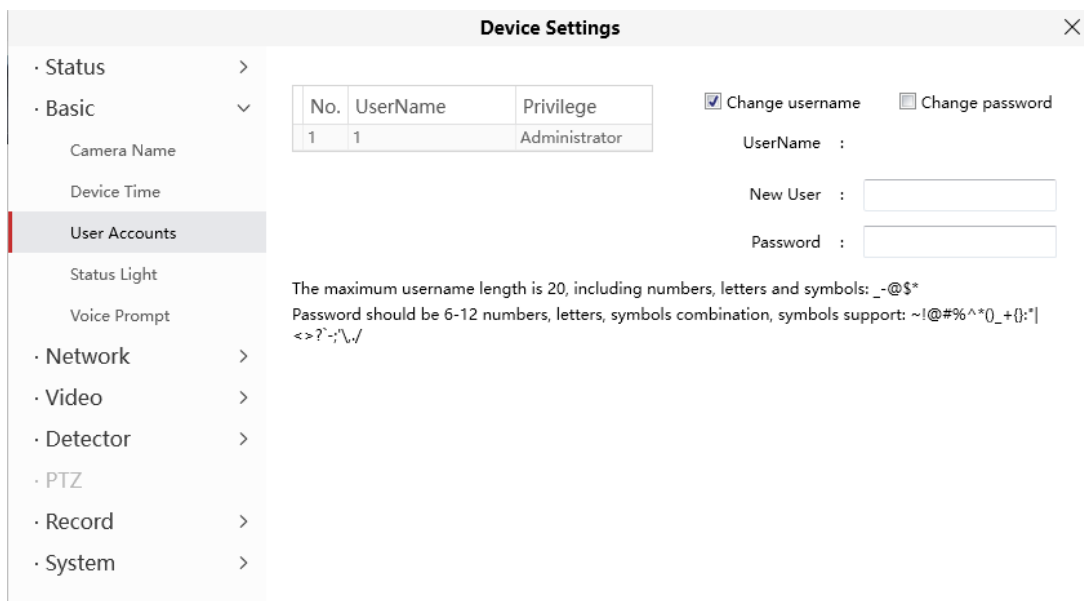 Device Settings
· Status
· Basic
Camera Name
Device Time
User Accounts
Status Light
Voice Prompt
· Network
· Video
· Detector
· PTZ
· Record
· System
No. UserName Privilege
1 1 Administrator
Change username Change password
UserName :
New User :
Password :
The maximum username length is 20, including numbers, letters and symbols: _-@$*
Password should be 6-12 numbers, letters, symbols combination, symbols support: ~!@#%^*()_+{}:"|
<>?`-;'\,./